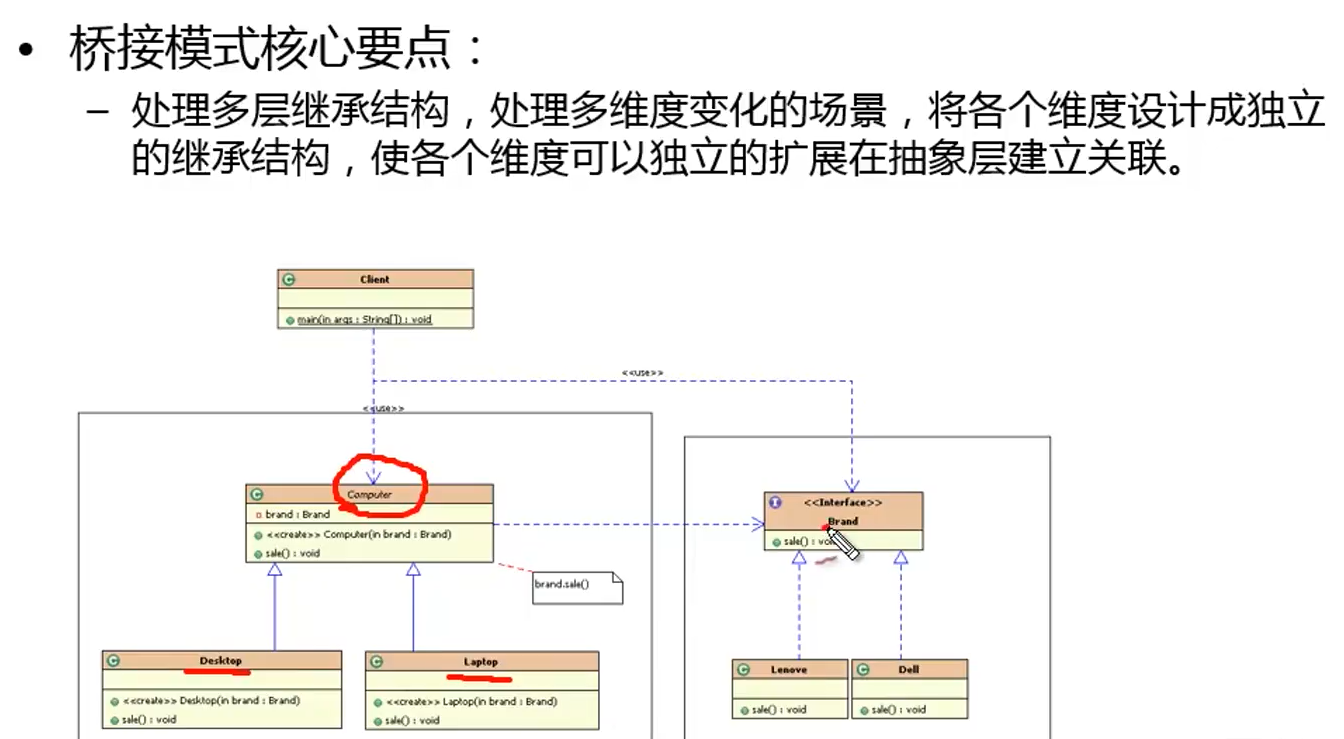 • 桥接模式核心要点：
– 处理多层继承结构，处理多维度变化的场景，将各个维度设计成独立
的继承结构，使各个维度可以独立的扩展在抽象层建立关联。
Client
main(in args : String[]) : void
<<use>>
<<use>>
Computer
brand : Brand
<<create>> Computer(in brand : Brand)
sale() : void
<<Interface>>
Brand
sale() : void
brand.sale()
Desktop
<<create>> Desktop(in brand : Brand)
sale() : void
Laptop
<<create>> Laptop(in brand : Brand)
sale() : void
Lenove
sale() : void
Dell
sale() : void